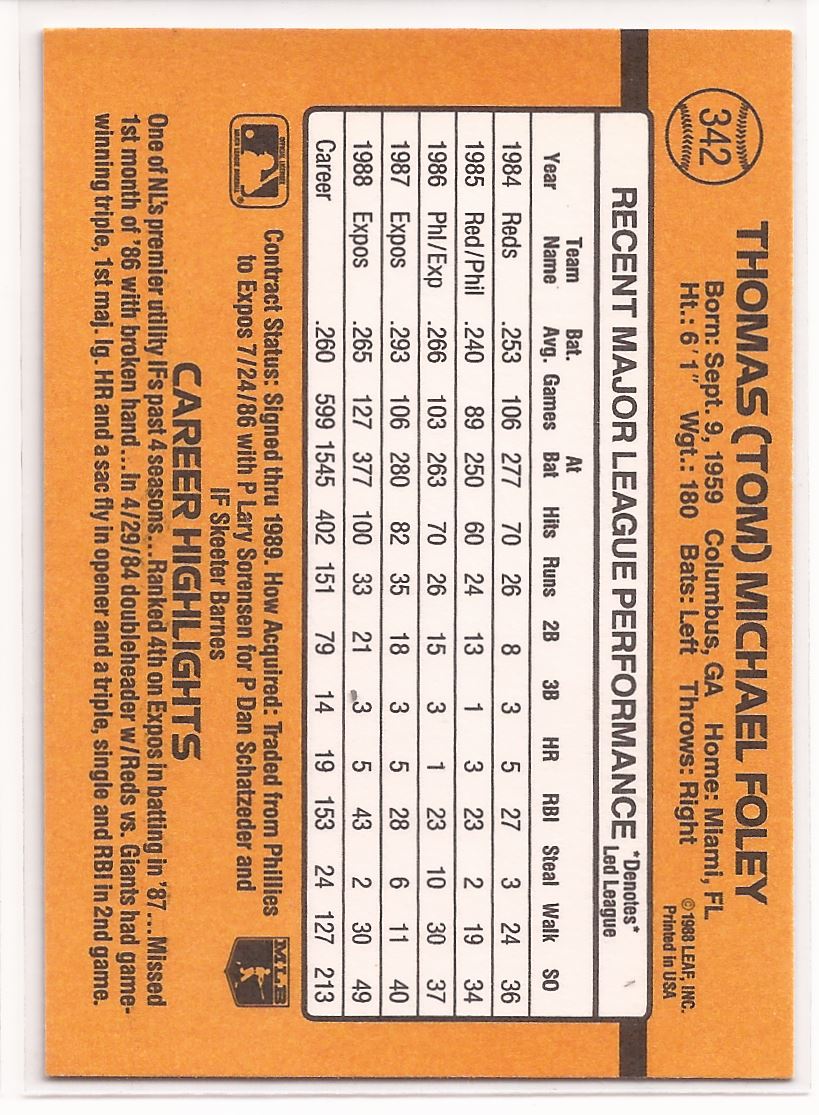 342
THOMAS (TOM) MICHAEL FOLEY
Born: Sept. 9, 1959 Columbus, GA Home: Miami, FL
Ht.: 6'1" Wgt.: 180 Bats: Left Throws: Right
©1988 LEAF, INC.
Printed in USA
RECENT MAJOR LEAGUE PERFORMANCE *Denotes*
Led League
Year Team Name Bat. Avg. Games At Bat Hits Runs 2B 3B HR RBI Steal Walk SO
1984 Reds .253 106 277 70 26 8 3 5 27 3 24 36
1985 Red/Phil .240 89 250 60 24 13 1 3 23 2 19 34
1986 Phl/Exp .266 103 263 70 26 15 3 1 23 10 30 37
1987 Expos .293 106 280 82 35 18 3 5 28 6 11 40
1988 Expos .265 127 377 100 33 21 3 5 43 2 30 49
Career .260 599 1545 402 151 79 14 19 153 24 127 213
Contract Status: Signed thru 1989. How Acquired: Traded from Phillies
to Expos 7/24/86 with P Lary Sorensen for P Dan Schatzeder and
IF Skeeter Barnes
MLB
CAREER HIGHLIGHTS
One of NL's premier utility IFs past 4 seasons...Ranked 4th on Expos in batting in '87...Missed
1st month of '86 with broken hand...In 4/29/84 doubleheader w/Reds vs. Giants had game-
winning triple, 1st maj. lg. HR and a sac fly in opener and a triple, single and RBI in 2nd game.